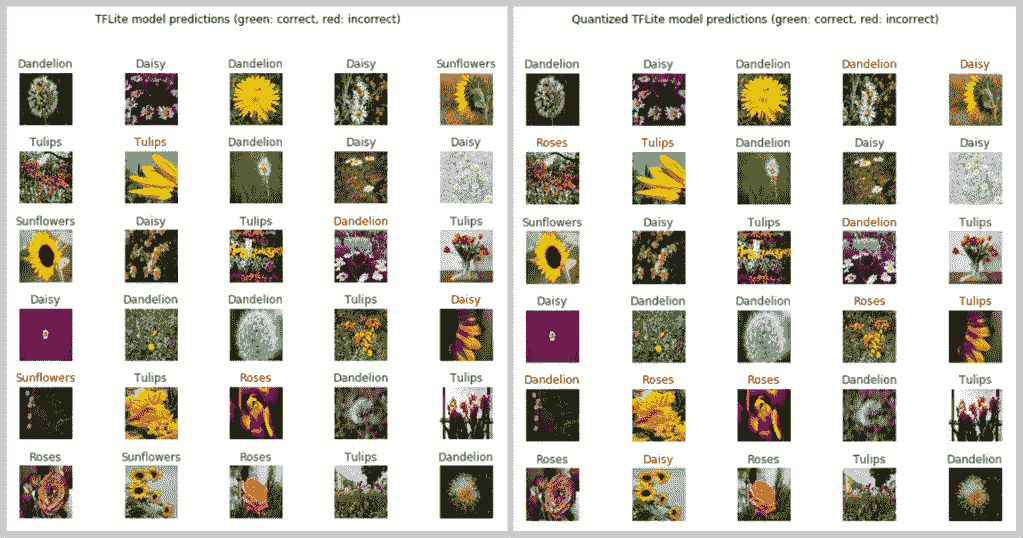 TFLite model predictions (green: correct, red: incorrect)
Dandelion Daisy Dandelion Daisy Sunflowers
Tulips Tulips Dandelion Daisy Daisy
Sunflowers Daisy Tulips Dandelion Tulips
Daisy Dandelion Dandelion Tulips Daisy
Sunflowers Tulips Roses Dandelion Tulips
Roses Sunflowers Roses Tulips Dandelion
Quantized TFLite model predictions (green: correct, red: incorrect)
Dandelion Daisy Dandelion Dandelion Daisy
Roses Tulips Dandelion Daisy Daisy
Sunflowers Daisy Tulips Dandelion Tulips
Daisy Dandelion Dandelion Roses Tulips
Dandelion Roses Roses Dandelion Tulips
Roses Daisy Roses Tulips Dandelion